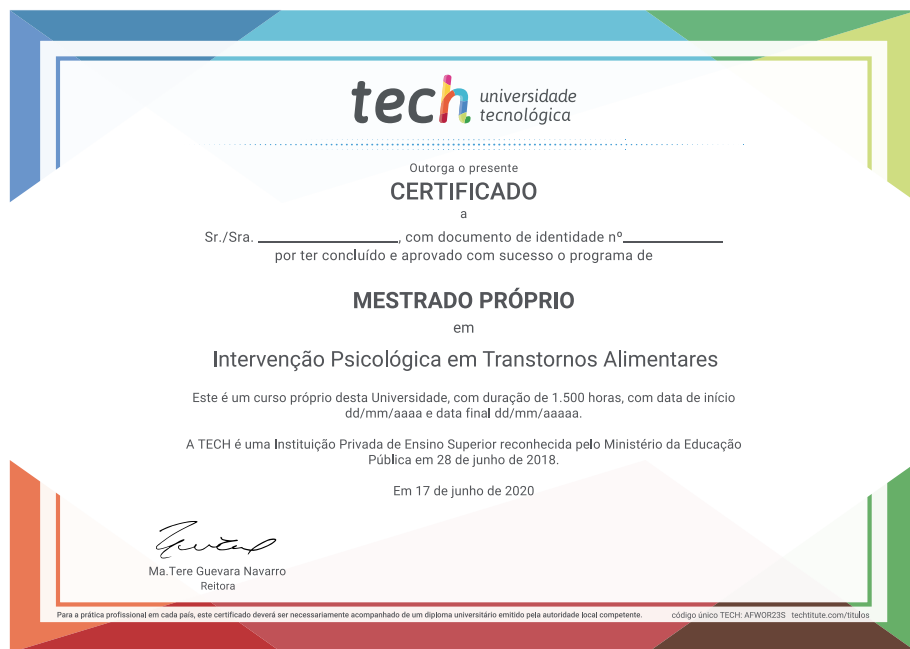 tech universidade
tecnológica
Outorga o presente
CERTIFICADO
a
Sr./Sra. ____________________, com documento de identidade nº______________
por ter concluído e aprovado com sucesso o programa de
MESTRADO PRÓPRIO
em
Intervenção Psicológica em Transtornos Alimentares
Este é um curso próprio desta Universidade, com duração de 1.500 horas, com data de início
dd/mm/aaaa e data final dd/mm/aaaaa.
A TECH é uma Instituição Privada de Ensino Superior reconhecida pelo Ministério da Educação
Pública em 28 de junho de 2018.
Em 17 de junho de 2020
Ma.Tere Guevara Navarro
Reitora
Para a prática profissional em cada país, este certificado deverá ser necessariamente acompanhado de um diploma universitário emitido pela autoridade local competente. código único TECH: AFWOR23S techtitute.com/titulos